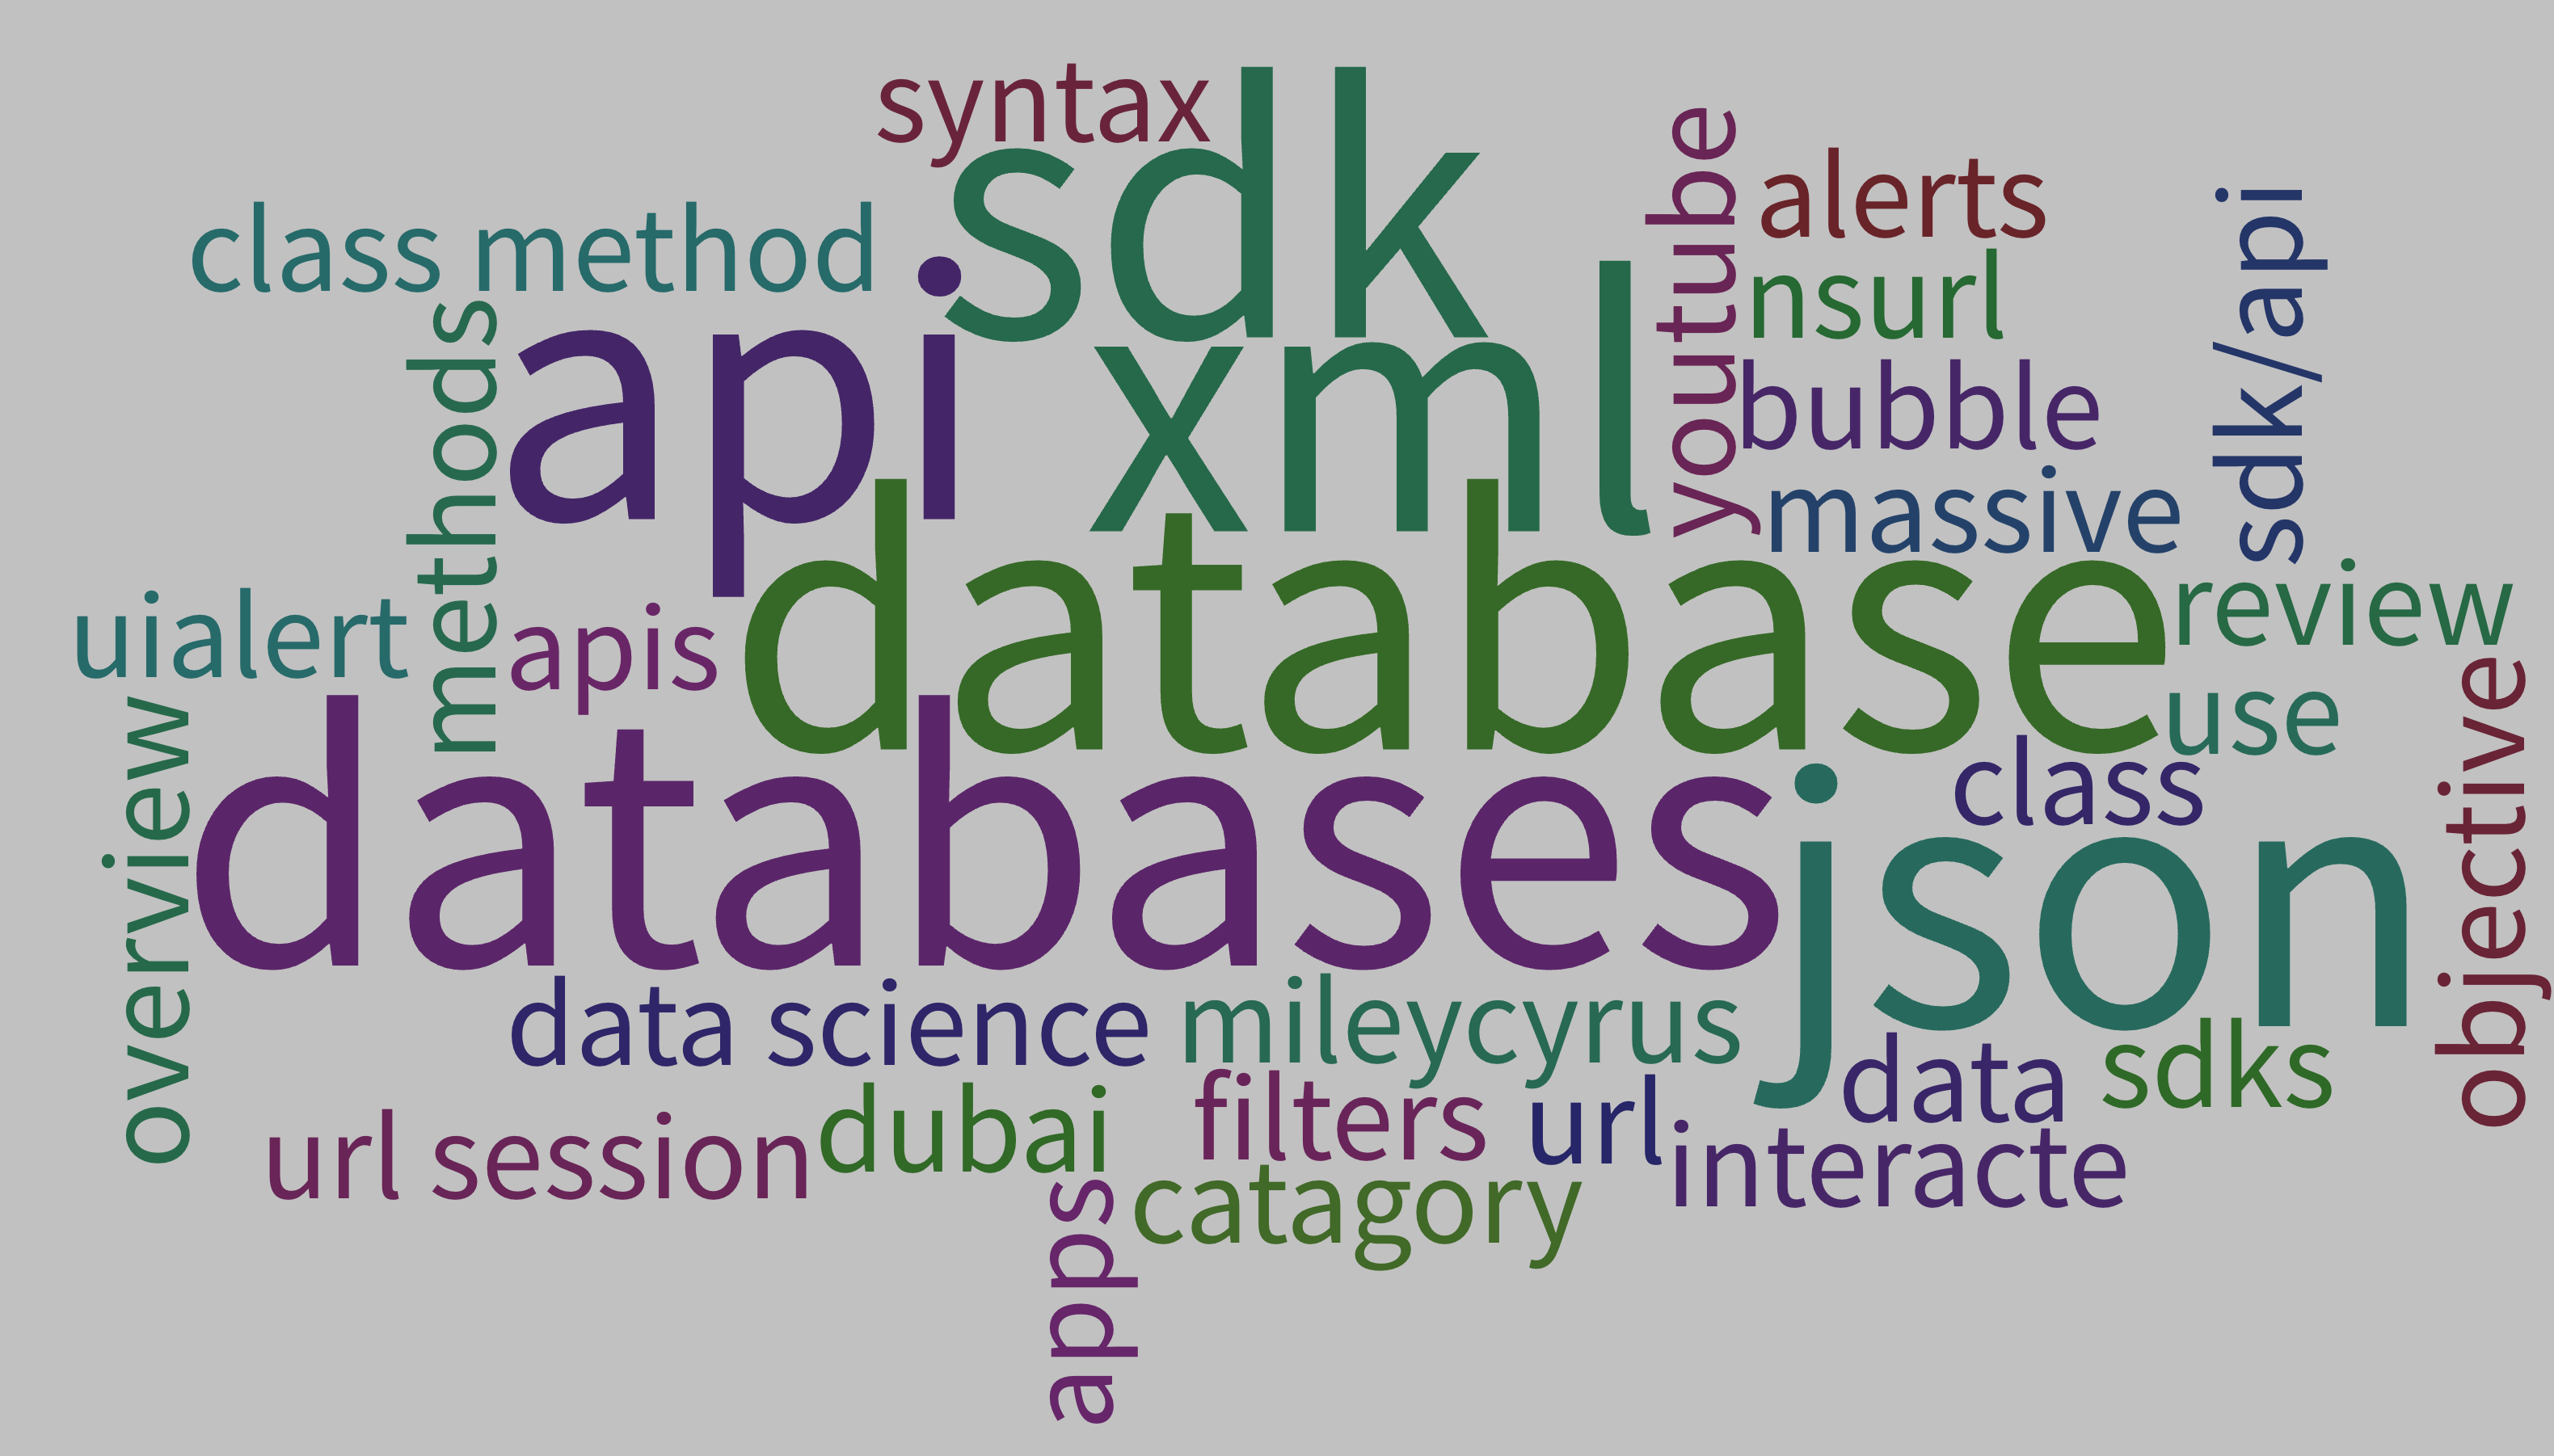 syntax
sdk
youtube
alerts
sdk/api
class method
nsurl
api
xml
methods
bubble
massive
database
review
uialert
apis
use
objective
overview
databases
class
json
data science
mileycyrus
data
sdks
dubai
filters
url
url session
interacte
catagory
apps